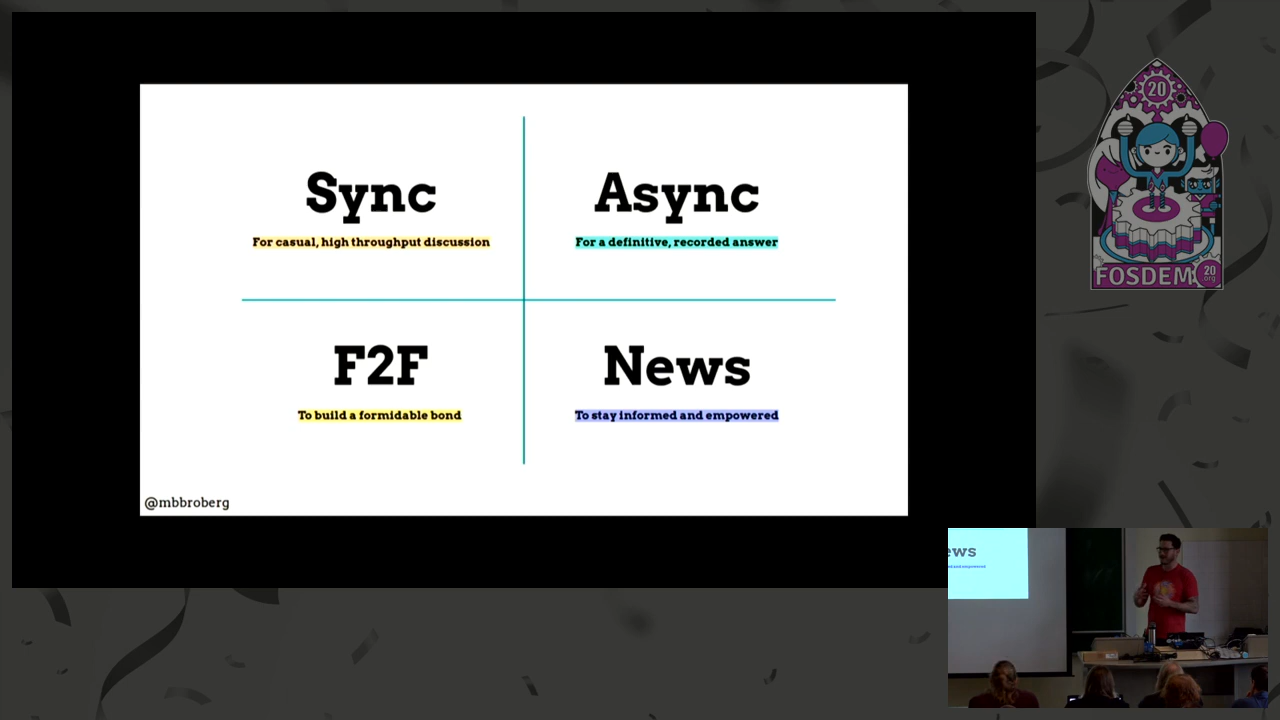 Sync
For casual, high throughput discussion
Async
For a definitive, recorded answer
F2F
To build a formidable bond
News
To stay informed and empowered
@mbbroberg
20
FOSDEM
20
org
ews